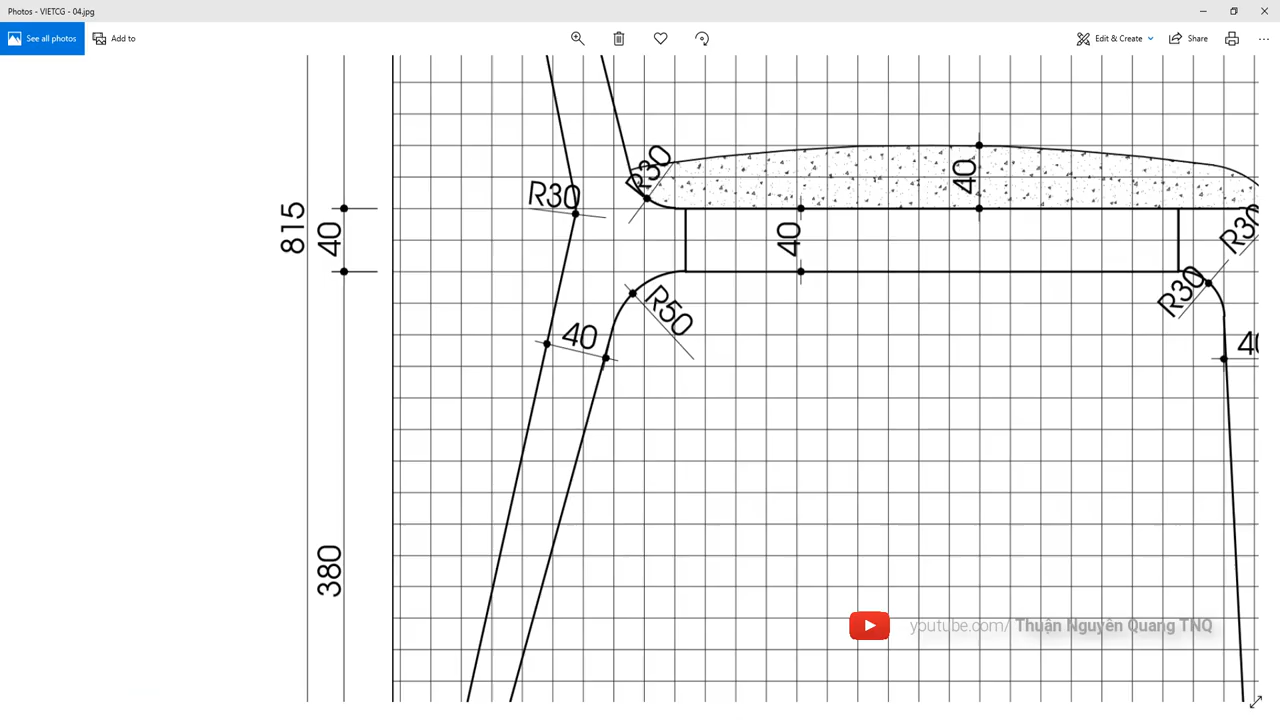 Photos - VIETCG - 04.jpg
See all photos
Add to
Edit & Create
Share
R30
R30
40
40
815
40
R30
R30
R50
40
40
380
youtube.com/ Thuận Nguyên Quang TNQ